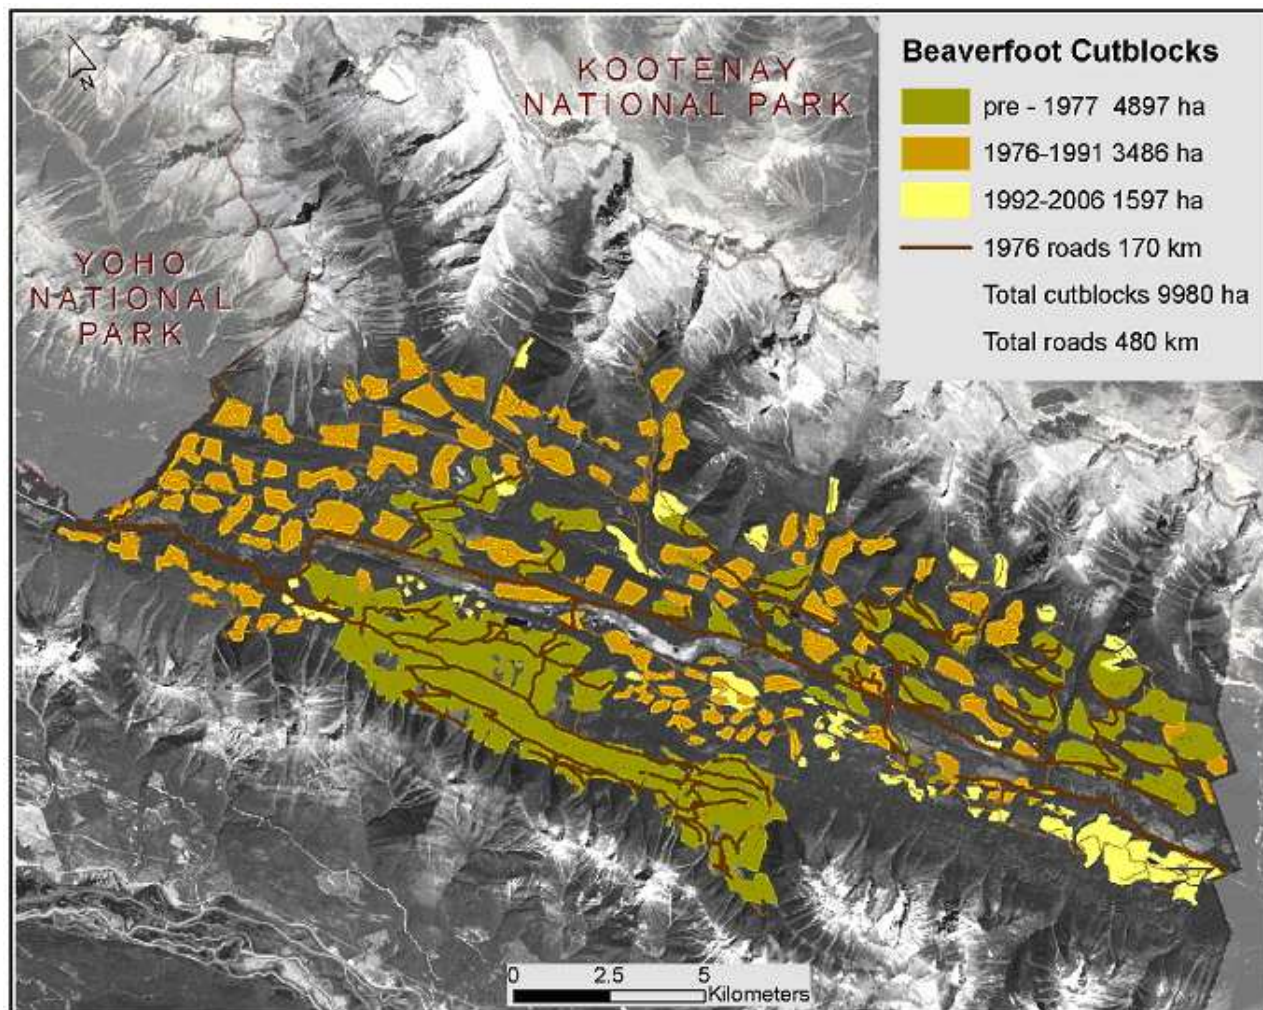 N
KOOTENAY
NATIONAL PARK
YOHO
NATIONAL
PARK
Beaverfoot Cutblocks
pre - 1977 4897 ha
1976-1991 3486 ha
1992-2006 1597 ha
1976 roads 170 km
Total cutblocks 9980 ha
Total roads 480 km
0 2.5 5
Kilometers